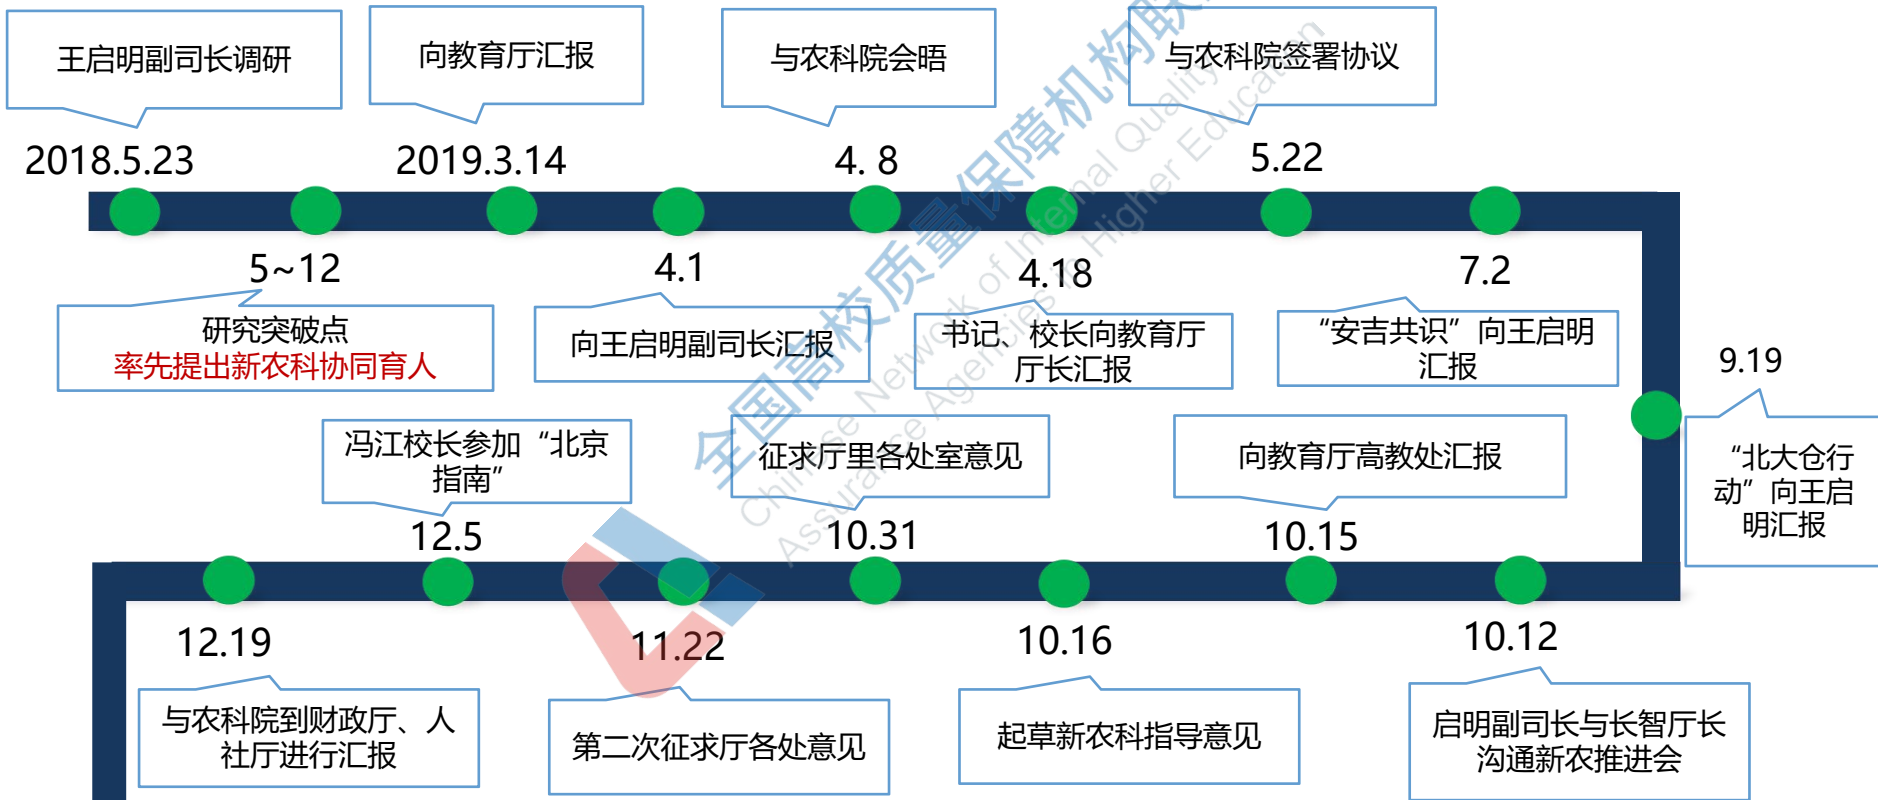 王启明副司长调研
向教育厅汇报
与农科院会晤
与农科院签署协议
2018.5.23
2019.3.14
4. 8
5.22
5~12
4.1
4.18
7.2
研究突破点
率先提出新农科协同育人
向王启明副司长汇报
书记、校长向教育厅
厅长汇报
“安吉共识”向王启明
汇报
9.19
“北大仓行
动”向王启
明汇报
冯江校长参加“北京
指南”
征求厅里各处室意见
向教育厅高教处汇报
12.5
10.31
10.15
12.19
11.22
10.16
10.12
与农科院到财政厅、人
社厅进行汇报
第二次征求厅各处意见
起草新农科指导意见
启明副司长与长智厅长
沟通新农推进会
全国高校质量保障机构联
Chinese Network of Internal Quality
Assurance Agencies in Higher Education